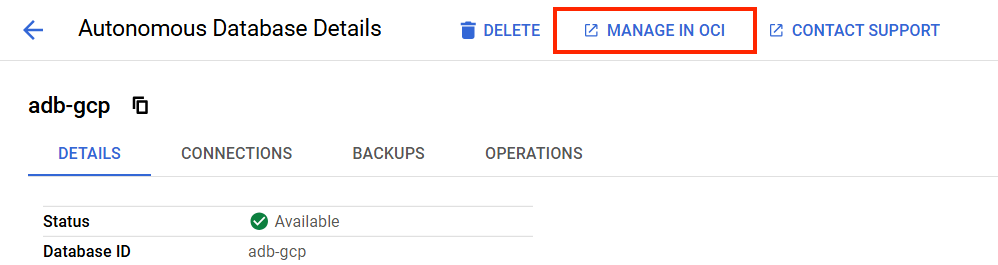 Autonomous Database Details DELETE MANAGE IN OCI CONTACT SUPPORT
adb-gcp
DETAILS CONNECTIONS BACKUPS OPERATIONS
Status Available
Database ID adb-gcp